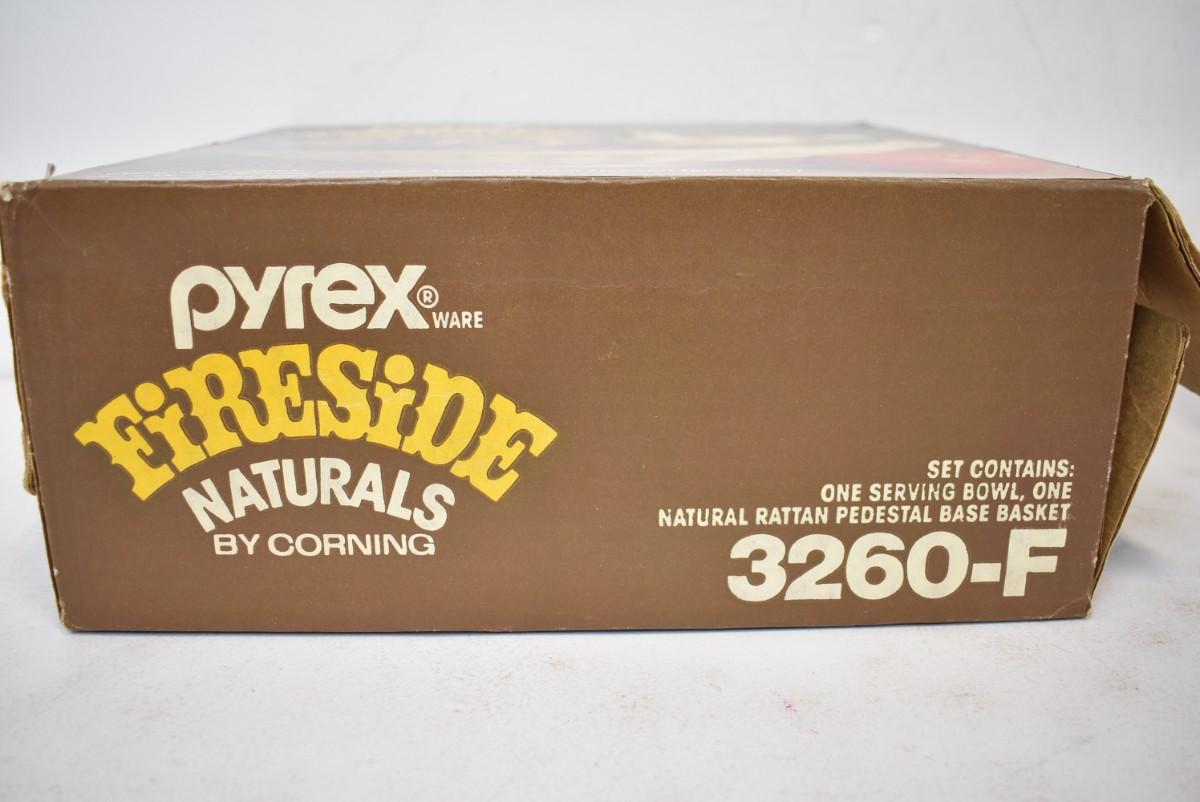 pyrex® WARE
FiRESiDE
NATURALS
BY CORNING
SET CONTAINS:
ONE SERVING BOWL, ONE
NATURAL RATTAN PEDESTAL BASE BASKET
3260-F